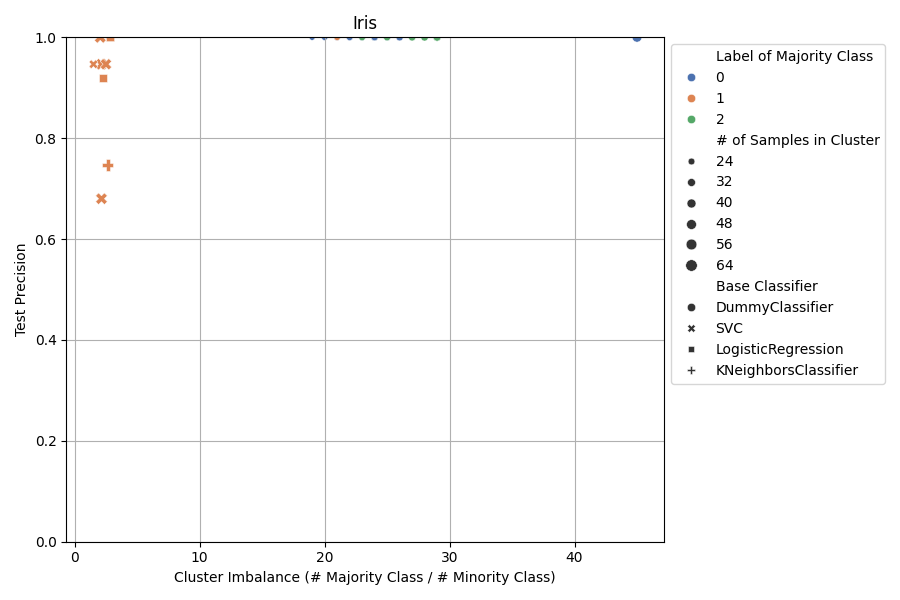 Iris
1.0
0.8
0.6
0.4
0.2
0.0
Test Precision
0
10
20
30
40
Cluster Imbalance (# Majority Class / # Minority Class)
Label of Majority Class
0
1
2
# of Samples in Cluster
24
32
40
48
56
64
Base Classifier
DummyClassifier
SVC
LogisticRegression
KNeighborsClassifier